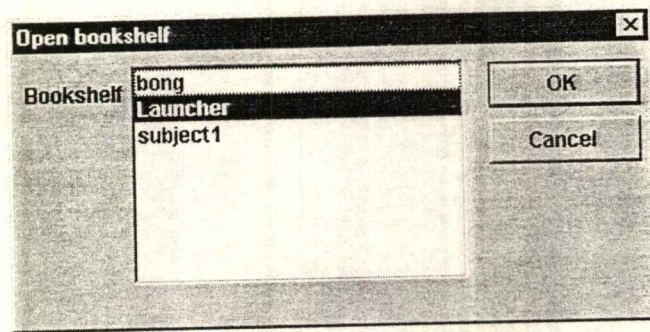 Open bookshelf
Bookshelf
bong
Launcher
subject1
OK
Cancel